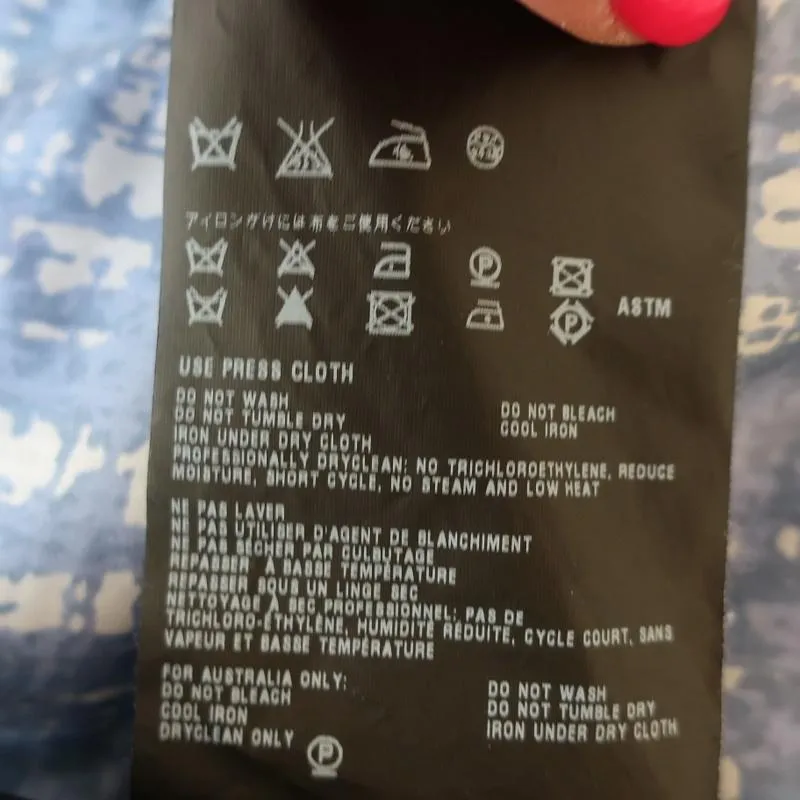 アイロンがけには布をご使用ください
P
ASTM
P
USE PRESS CLOTH
DO NOT WASH
DO NOT BLEACH
DO NOT TUMBLE DRY
COOL IRON
IRON UNDER DRY CLOTH
PROFESSIONALLY DRYCLEAN: NO TRICHLOROETHYLENE, REDUCE
MOISTURE, SHORT CYCLE, NO STEAM AND LOW HEAT
NE PAS LAVER
NE PAS UTILISER D'AGENT DE BLANCHIMENT
NE PAS SECHER PAR CULBUTAGE
REPASSER À BASSE TEMPÉRATURE
REPASSER SOUS UN LINGE SEC
NETTOYAGE À SEC PROFESSIONNEL: PAS DE
TRICHLORO-ÉTHYLÈNE, HUMIDITÉ RÉDUITE, CYCLE COURT, SANS
VAPEUR ET BASSE TEMPÉRATURE
FOR AUSTRALIA ONLY:
DO NOT BLEACH
DO NOT WASH
COOL IRON
DO NOT TUMBLE DRY
DRYCLEAN ONLY P
IRON UNDER DRY CLOTH